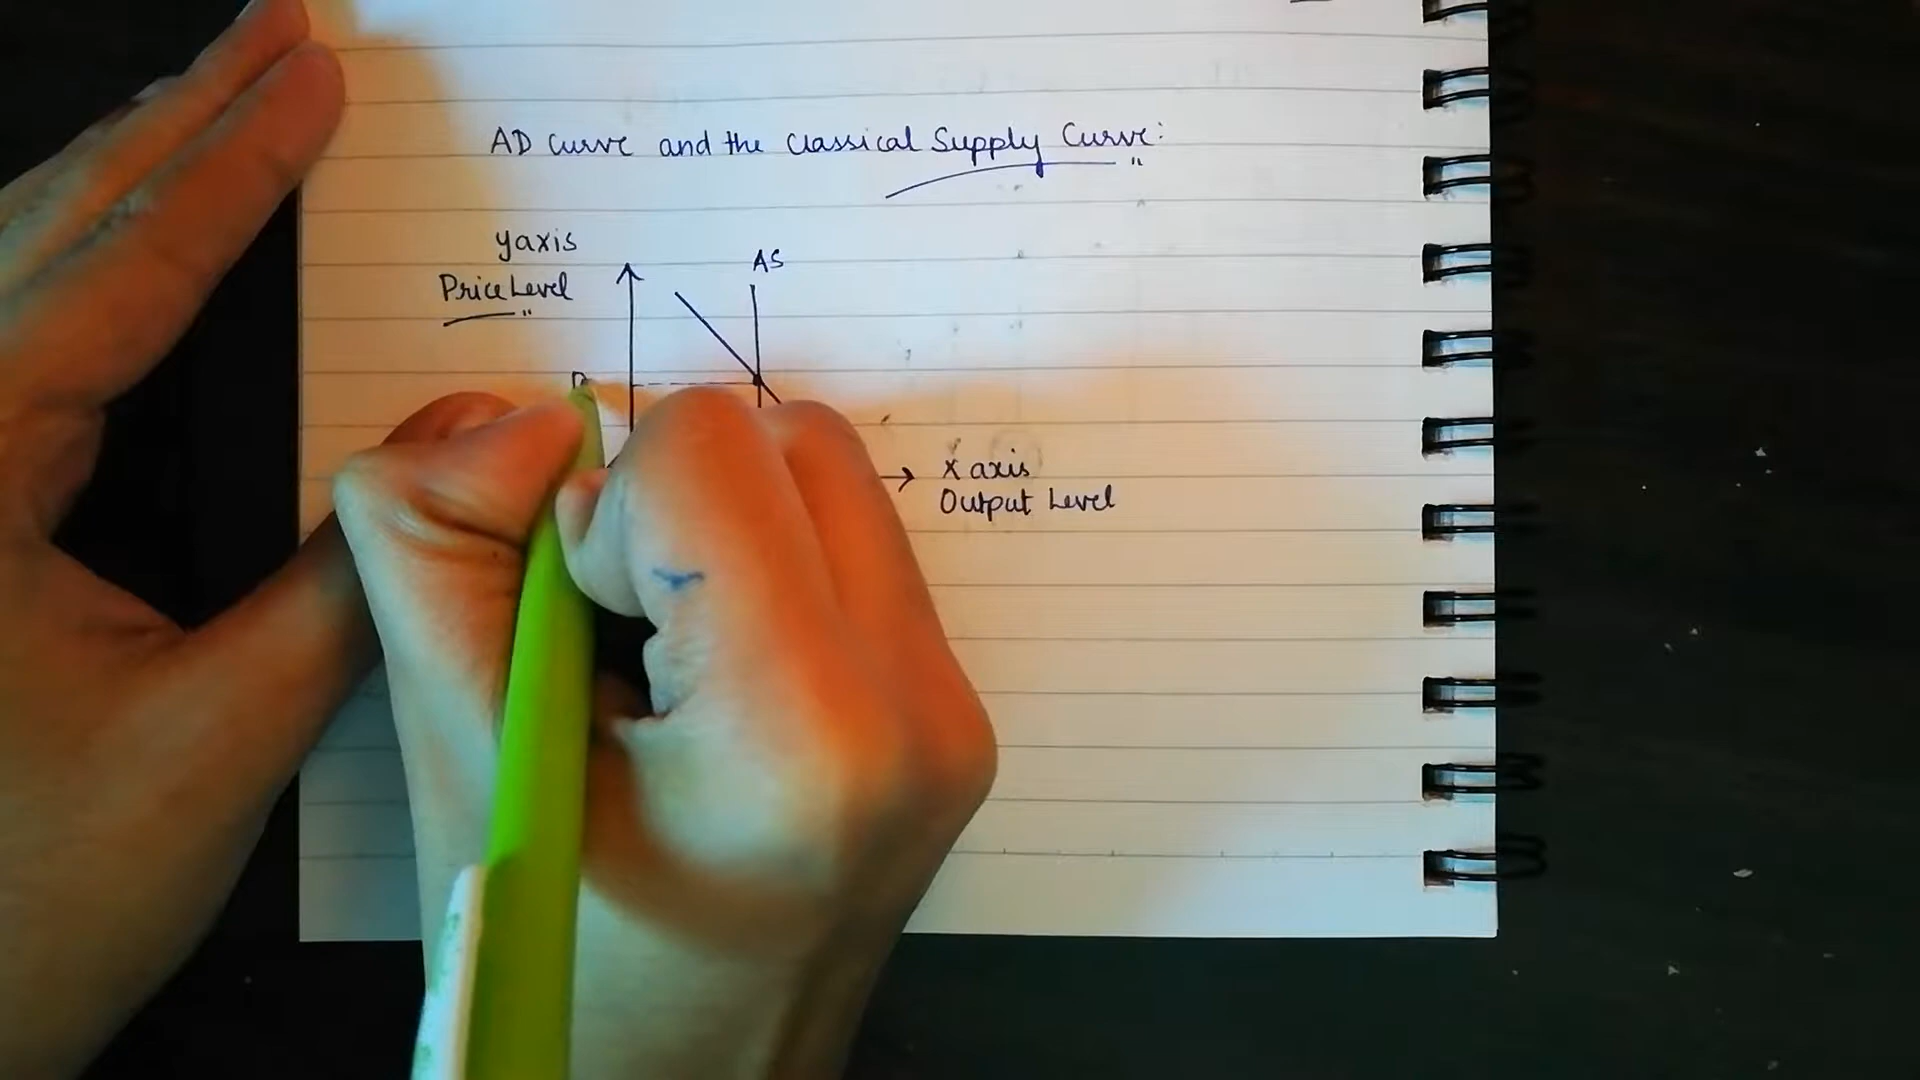 AD curve and the classical Supply Curve:
y axis
Price Level
AS
P
X axis
Output Level